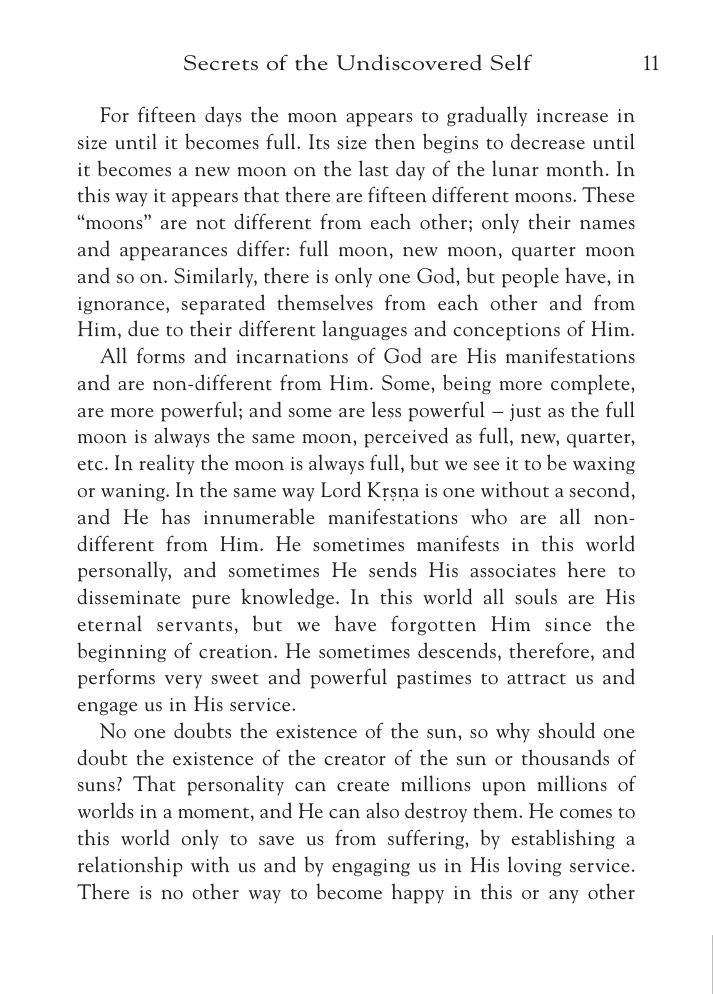 Secrets of the Undiscovered Self 11
For fifteen days the moon appears to gradually increase in
size until it becomes full. Its size then begins to decrease until
it becomes a new moon on the last day of the lunar month. In
this way it appears that there are fifteen different moons. These
“moons” are not different from each other; only their names
and appearances differ: full moon, new moon, quarter moon
and so on. Similarly, there is only one God, but people have, in
ignorance, separated themselves from each other and from
Him, due to their different languages and conceptions of Him.
All forms and incarnations of God are His manifestations
and are non-different from Him. Some, being more complete,
are more powerful; and some are less powerful – just as the full
moon is always the same moon, perceived as full, new, quarter,
etc. In reality the moon is always full, but we see it to be waxing
or waning. In the same way Lord Kṛṣṇa is one without a second,
and He has innumerable manifestations who are all non-
different from Him. He sometimes manifests in this world
personally, and sometimes He sends His associates here to
disseminate pure knowledge. In this world all souls are His
eternal servants, but we have forgotten Him since the
beginning of creation. He sometimes descends, therefore, and
performs very sweet and powerful pastimes to attract us and
engage us in His service.
No one doubts the existence of the sun, so why should one
doubt the existence of the creator of the sun or thousands of
suns? That personality can create millions upon millions of
worlds in a moment, and He can also destroy them. He comes to
this world only to save us from suffering, by establishing a
relationship with us and by engaging us in His loving service.
There is no other way to become happy in this or any other